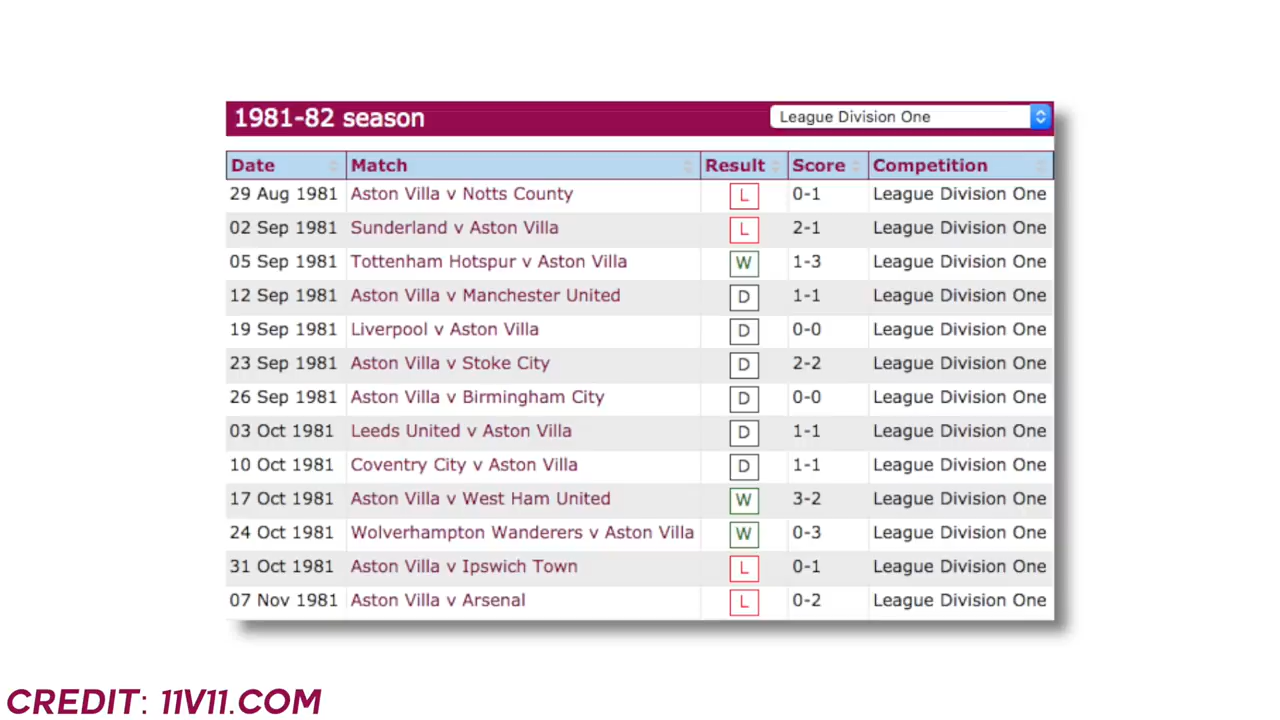 1981-82 season League Division One
Date Match Result Score Competition
29 Aug 1981 Aston Villa v Notts County L 0-1 League Division One
02 Sep 1981 Sunderland v Aston Villa L 2-1 League Division One
05 Sep 1981 Tottenham Hotspur v Aston Villa W 1-3 League Division One
12 Sep 1981 Aston Villa v Manchester United D 1-1 League Division One
19 Sep 1981 Liverpool v Aston Villa D 0-0 League Division One
23 Sep 1981 Aston Villa v Stoke City D 2-2 League Division One
26 Sep 1981 Aston Villa v Birmingham City D 0-0 League Division One
03 Oct 1981 Leeds United v Aston Villa D 1-1 League Division One
10 Oct 1981 Coventry City v Aston Villa D 1-1 League Division One
17 Oct 1981 Aston Villa v West Ham United W 3-2 League Division One
24 Oct 1981 Wolverhampton Wanderers v Aston Villa W 0-3 League Division One
31 Oct 1981 Aston Villa v Ipswich Town L 0-1 League Division One
07 Nov 1981 Aston Villa v Arsenal L 0-2 League Division One
CREDIT: 11V11.COM